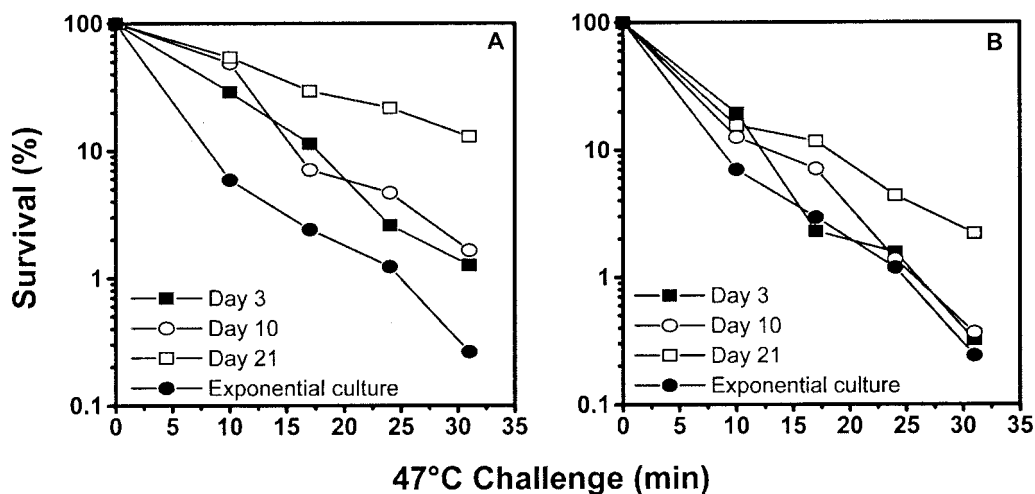 A
100
10
1
0.1
0 5 10 15 20 25 30 35
Survival (%)
Day 3
Day 10
Day 21
Exponential culture
B
100
10
1
0.1
0 5 10 15 20 25 30 35
Day 3
Day 10
Day 21
Exponential culture
47°C Challenge (min)